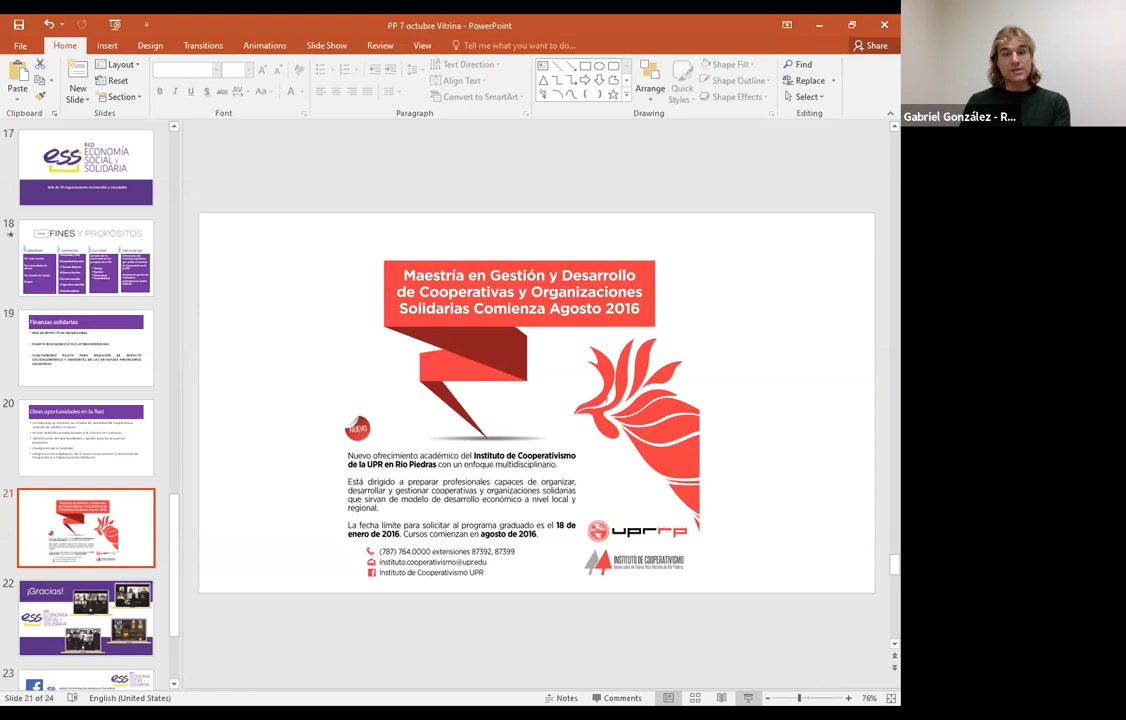 PP 7 octubre Vitrina - PowerPoint
File
Home
Insert
Design
Transitions
Animations
Slide Show
Review
View
Tell me what you want to do...
Share
Paste
New
Slide
Layout
Reset
Section
Text Direction
Align Text
Convert to SmartArt
Arrange
Quick
Styles
Shape Fill
Shape Outline
Shape Effects
Find
Replace
Select
Clipboard
Slides
Font
Paragraph
Drawing
Editing
Gabriel González - R...
17
RED
ess ECONOMÍA
SOCIAL Y
SOLIDARIA
18
FINES Y PROPÓSITOS
19
Finanzas solidarias
20
Otras oportunidades en la Red
21
22
¡Gracias!
ess
RED
ECONOMÍA
SOCIAL Y
SOLIDARIA
23
Maestría en Gestión y Desarrollo
de Cooperativas y Organizaciones
Solidarias Comienza Agosto 2016
NUEVO
Nuevo ofrecimiento académico del Instituto de Cooperativismo
de la UPR en Río Piedras con un enfoque multidisciplinario.
Está dirigido a preparar profesionales capaces de organizar,
desarrollar y gestionar cooperativas y organizaciones solidarias
que sirvan de modelo de desarrollo económico a nivel local y
regional.
La fecha límite para solicitar al programa graduado es el 18 de
enero de 2016. Cursos comienzan en agosto de 2016.
(787) 764.0000 extensiones 87392, 87399
instituto.cooperativismo@upr.edu
Instituto de Cooperativismo UPR
uprrp
INSTITUTO DE COOPERATIVISMO
Slide 21 of 24
English (United States)
Notes
Comments
76%